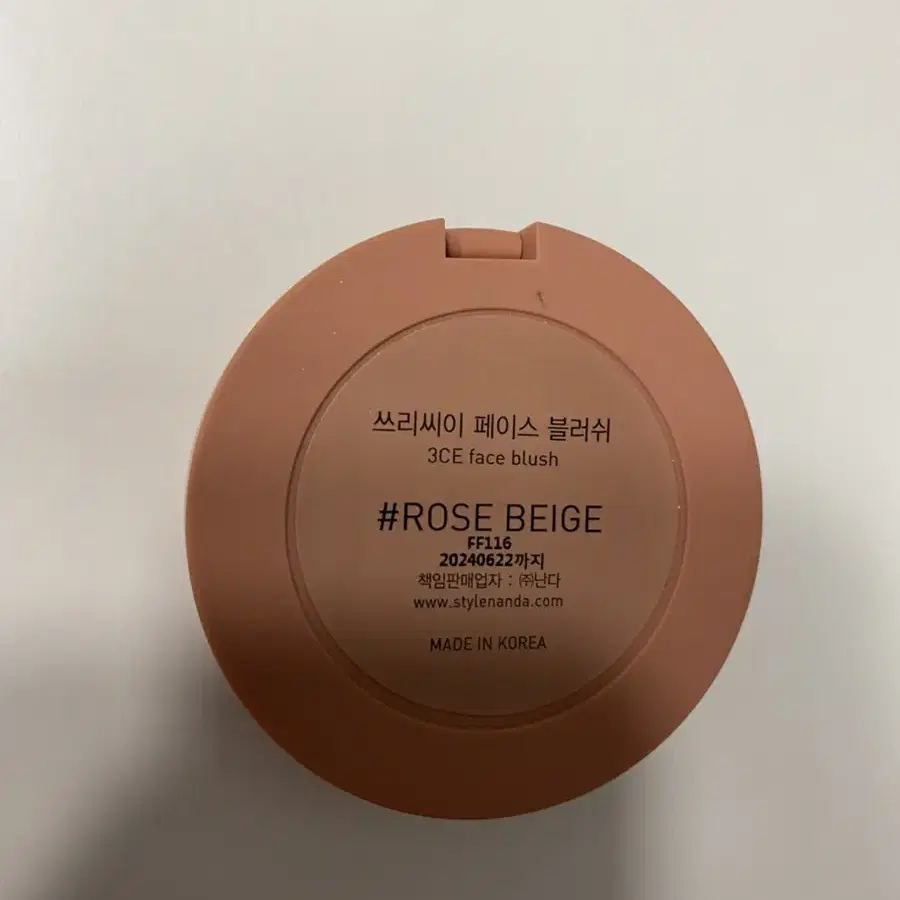 쓰리씨이 페이스 블러쉬
3CE face blush
#ROSE BEIGE
FF116
20240622까지
책임판매업자 : ㈜난다
www.stylenanda.com
MADE IN KOREA